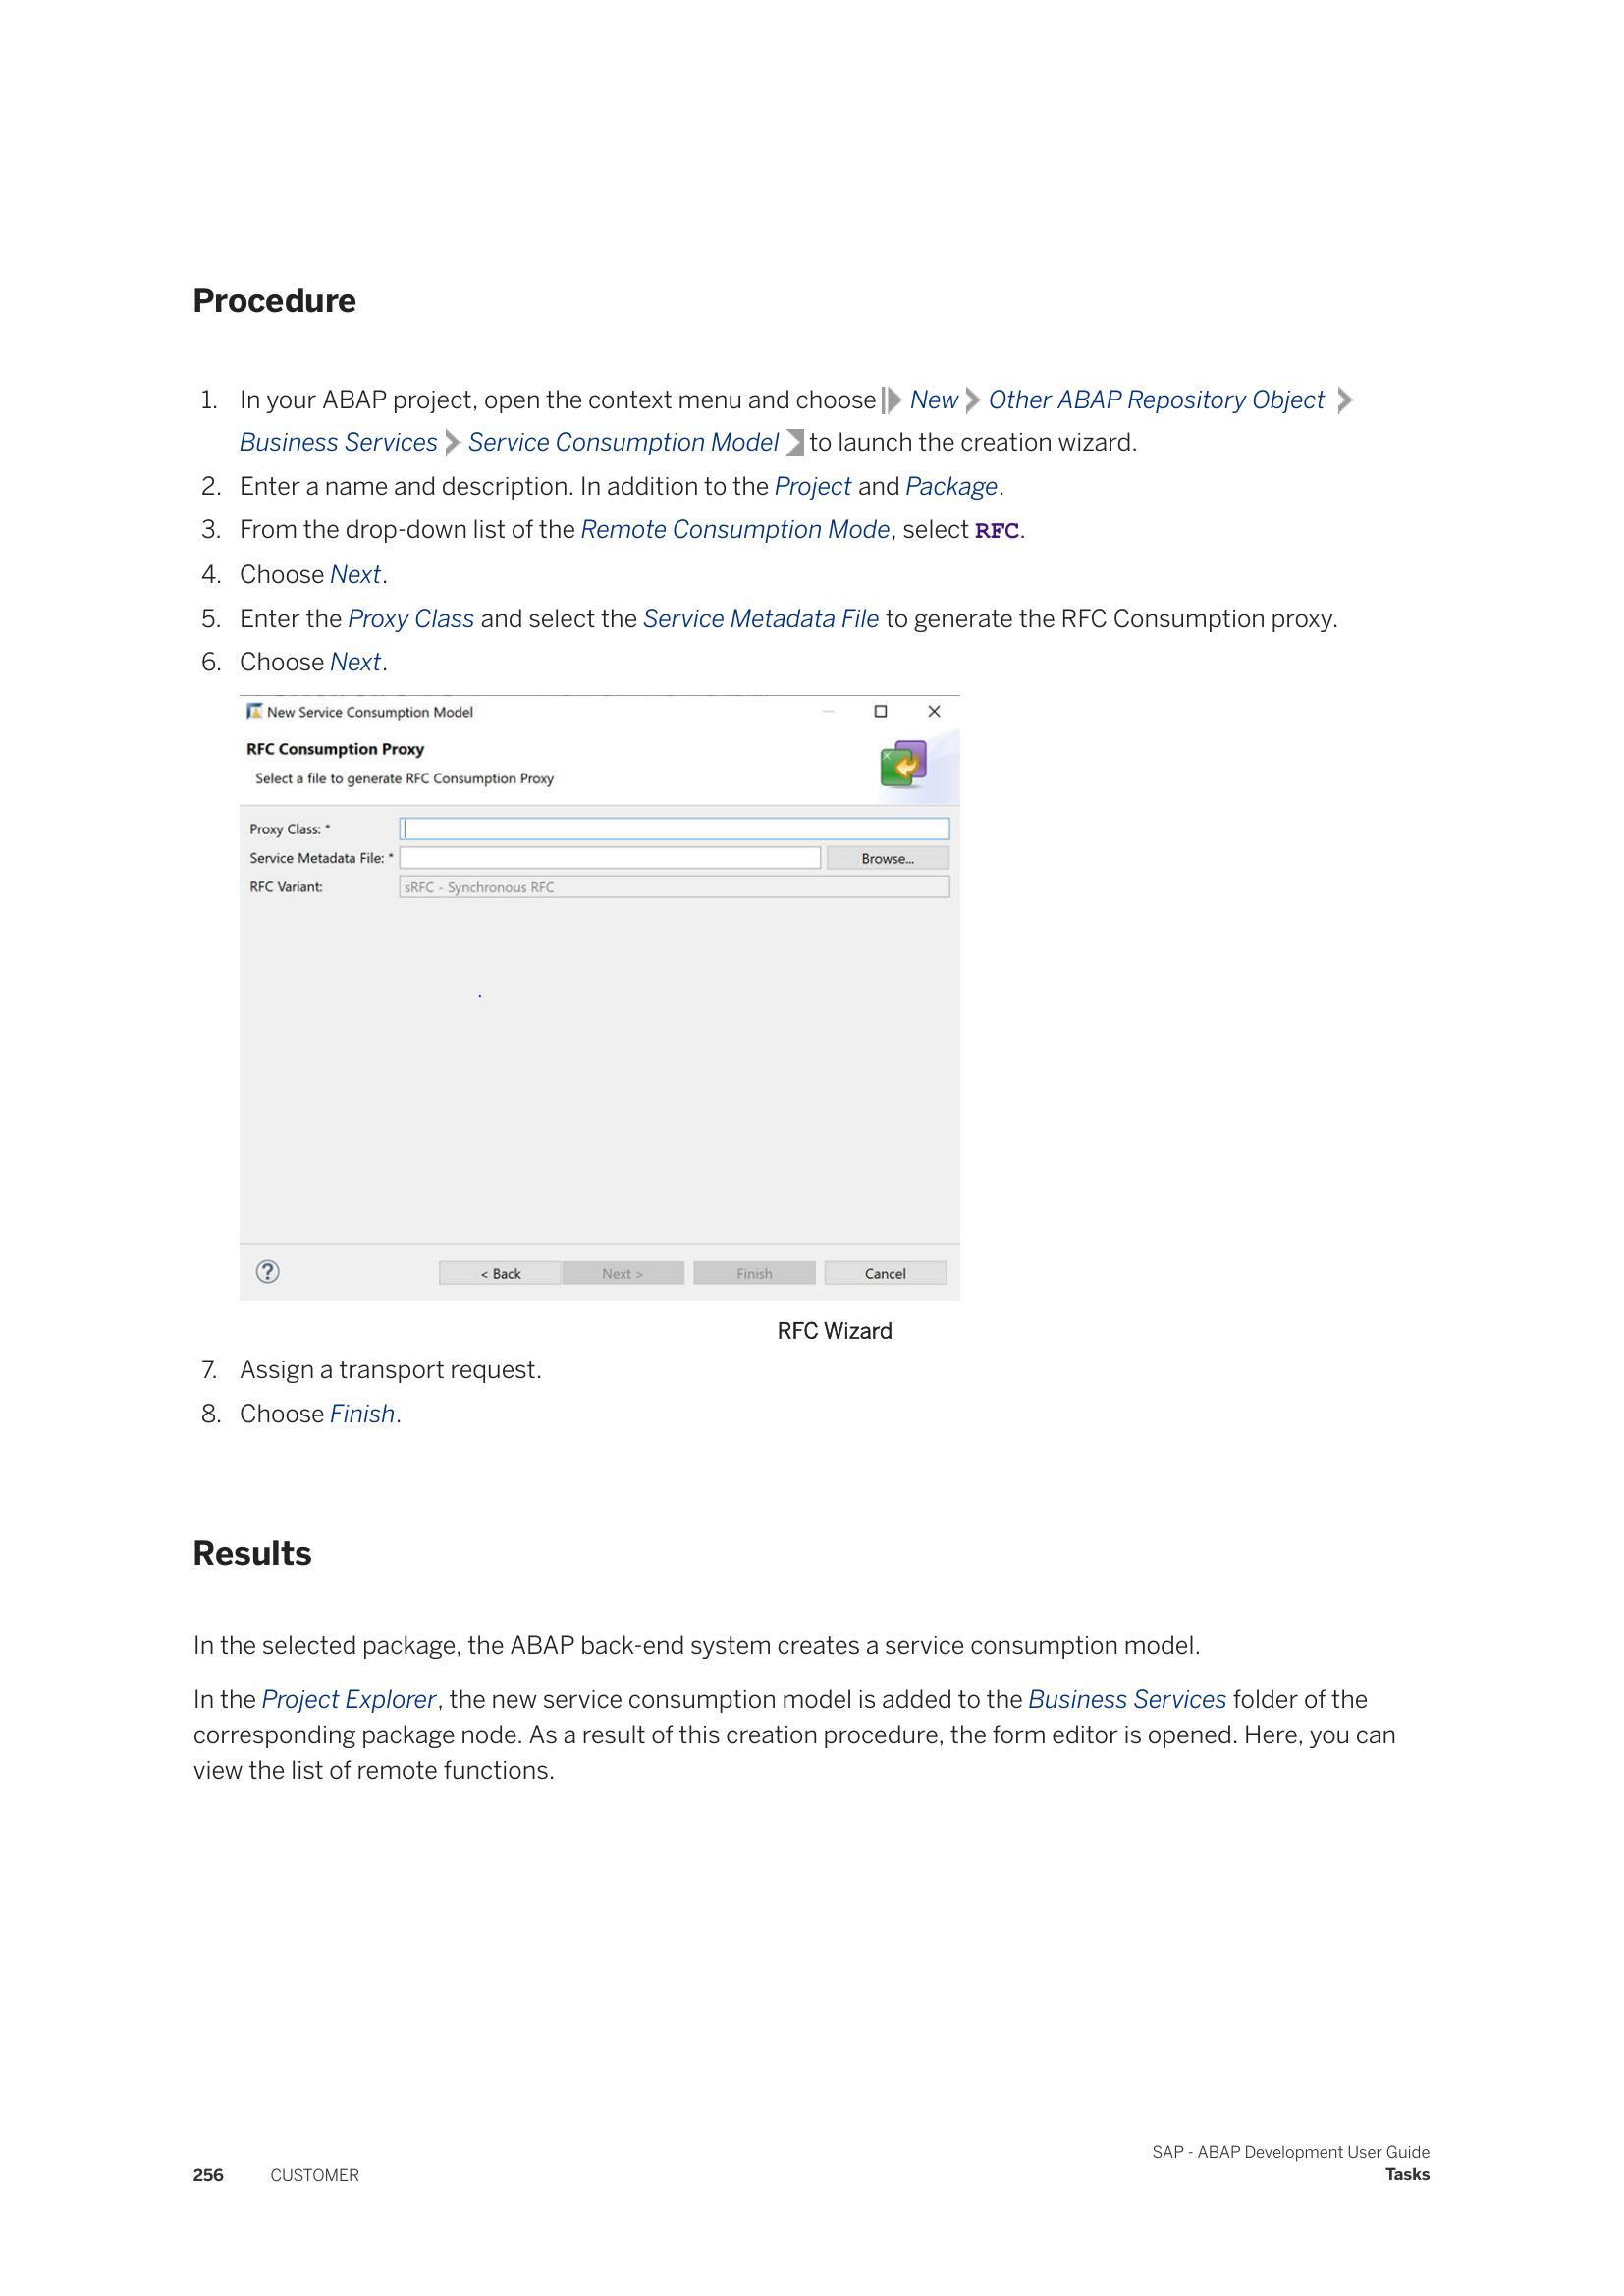 Procedure
1. In your ABAP project, open the context menu and choose New Other ABAP Repository Object
Business Services Service Consumption Model to launch the creation wizard.
2. Enter a name and description. In addition to the Project and Package.
3. From the drop-down list of the Remote Consumption Mode, select RFC.
4. Choose Next.
5. Enter the Proxy Class and select the Service Metadata File to generate the RFC Consumption proxy.
6. Choose Next.
New Service Consumption Model
RFC Consumption Proxy
Select a file to generate RFC Consumption Proxy
Proxy Class: *
Service Metadata File: * Browse...
RFC Variant: sRFC - Synchronous RFC
? < Back Next > Finish Cancel
RFC Wizard
7. Assign a transport request.
8. Choose Finish.
Results
In the selected package, the ABAP back-end system creates a service consumption model.
In the Project Explorer, the new service consumption model is added to the Business Services folder of the
corresponding package node. As a result of this creation procedure, the form editor is opened. Here, you can
view the list of remote functions.
SAP - ABAP Development User Guide
256 CUSTOMER Tasks